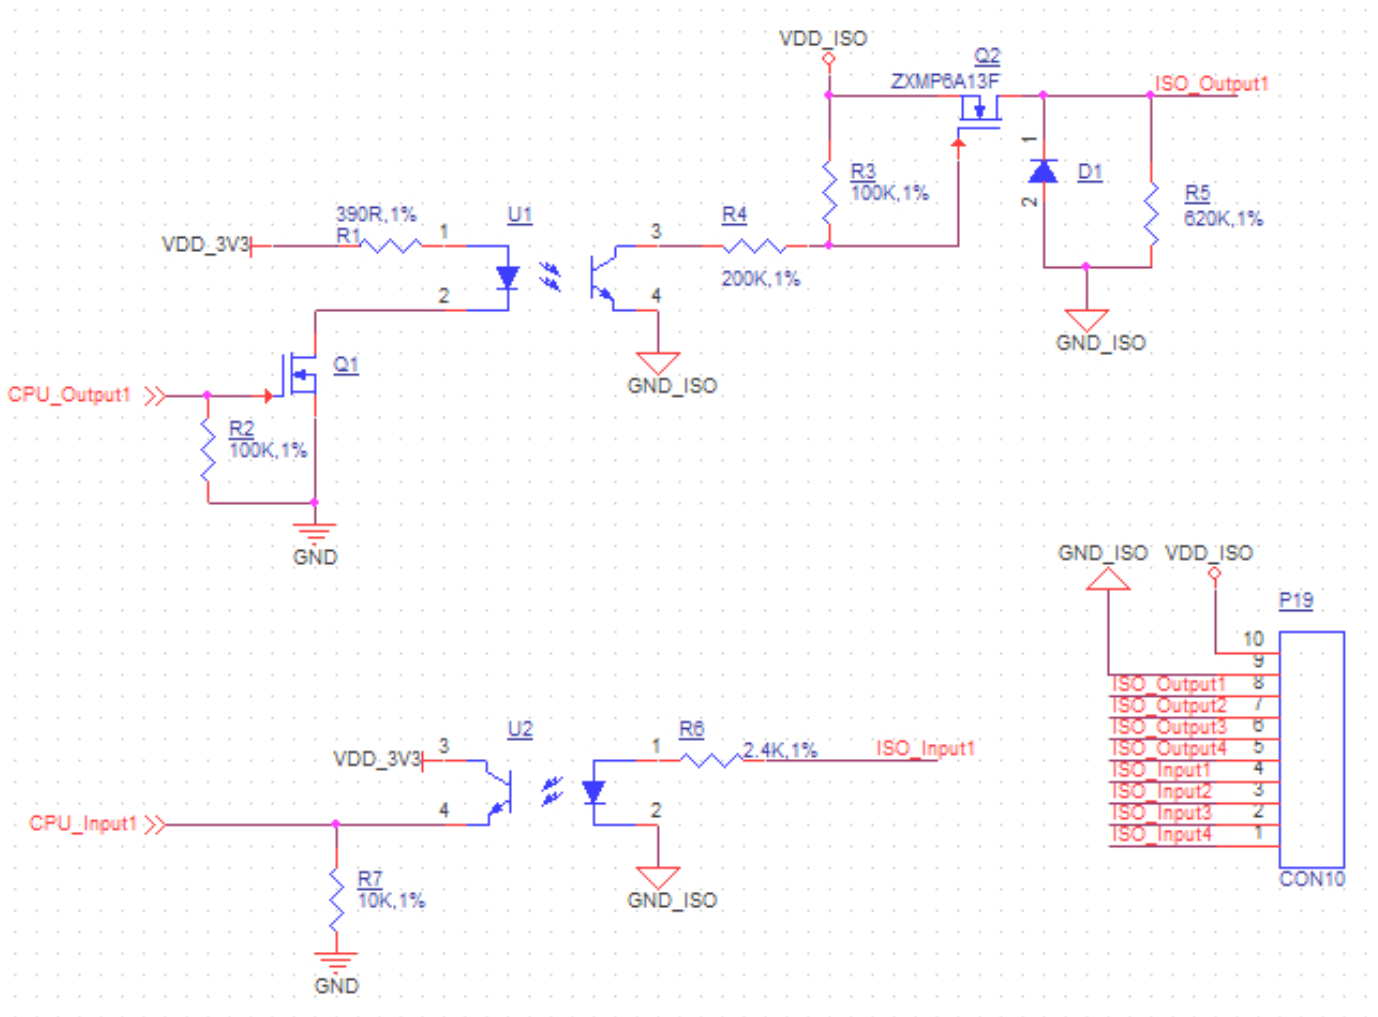 VDD_ISO
Q2
ZXMP6A13F
ISO_Output1
1
D1
2
R3
100K,1%
R5
620K,1%
GND_ISO
390R,1%
R1
VDD_3V3
1
U1
3
R4
200K,1%
2
4
GND_ISO
Q1
CPU_Output1
R2
100K,1%
GND
GND_ISO VDD_ISO
P19
10
9
ISO_Output1 8
ISO_Output2 7
ISO_Output3 6
ISO_Output4 5
ISO_Input1 4
ISO_Input2 3
ISO_Input3 2
ISO_Input4 1
CON10
U2
VDD_3V3
3
1
R6
2.4K,1%
ISO_Input1
CPU_Input1
4
2
GND_ISO
R7
10K,1%
GND